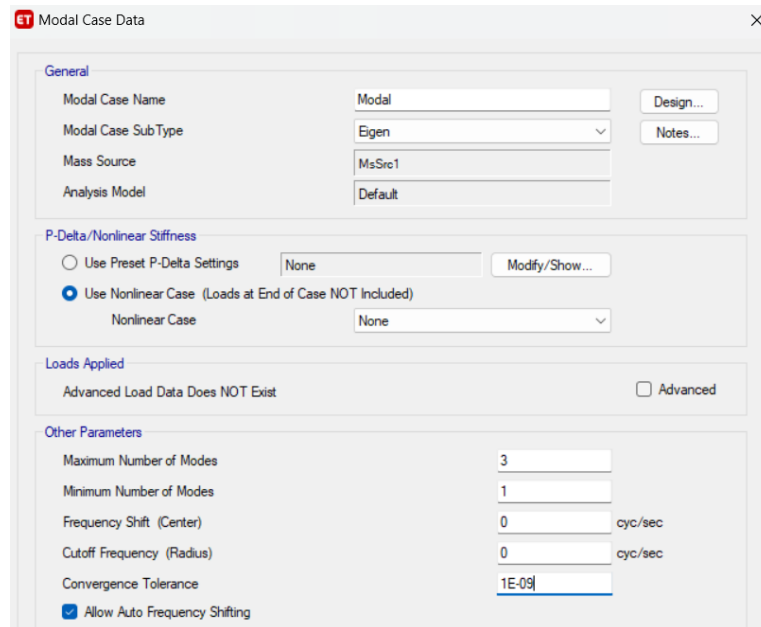 ET Modal Case Data
General
Modal Case Name Modal Design...
Modal Case SubType Eigen Notes...
Mass Source MsSrc1
Analysis Model Default
P-Delta/Nonlinear Stiffness
Use Preset P-Delta Settings None Modify/Show...
Use Nonlinear Case (Loads at End of Case NOT Included)
Nonlinear Case None
Loads Applied
Advanced Load Data Does NOT Exist Advanced
Other Parameters
Maximum Number of Modes 3
Minimum Number of Modes 1
Frequency Shift (Center) 0 cyc/sec
Cutoff Frequency (Radius) 0 cyc/sec
Convergence Tolerance 1E-09
Allow Auto Frequency Shifting